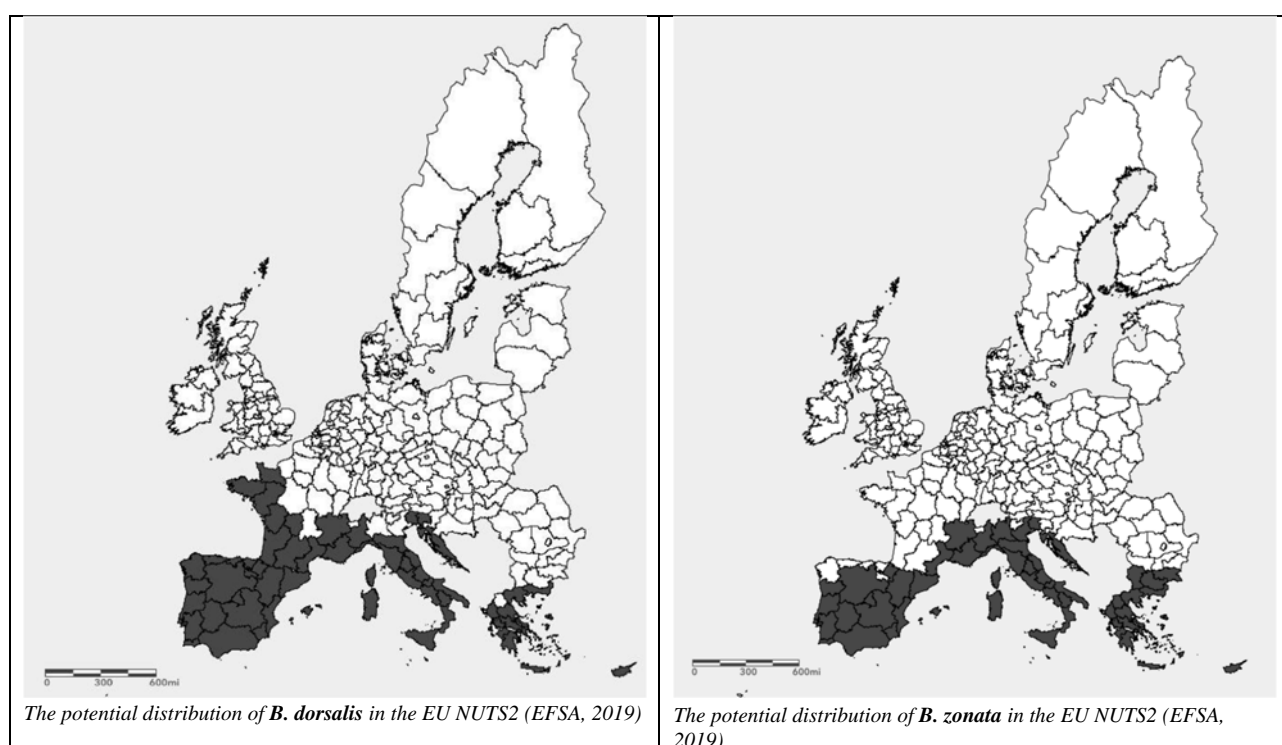 0 300 600mi
The potential distribution of B. dorsalis in the EU NUTS2 (EFSA, 2019)
0 300 600mi
The potential distribution of B. zonata in the EU NUTS2 (EFSA,
2019)